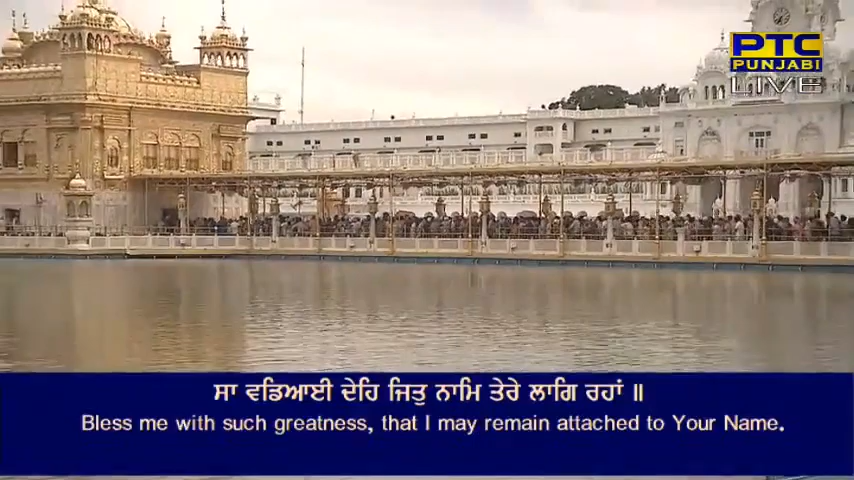 PTC
PUNJABI
LIVE
ਸਾ ਵਡਿਆਈ ਦੇਹਿ ਜਿਤੁ ਨਾਮਿ ਤੇਰੇ ਲਾਗਿ ਰਹਾਂ ॥
Bless me with such greatness, that I may remain attached to Your Name.